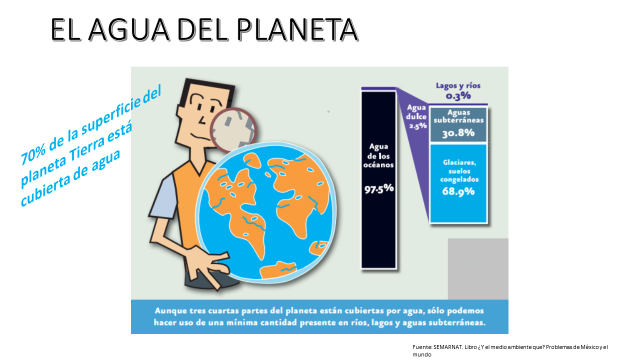 EL AGUA DEL PLANETA
70% de la superficie del
planeta Tierra está
cubierta de agua
Lagos y ríos
0.3%
Agua
dulce
2.5%
Aguas
subterráneas
30.8%
Agua
de los
océanos
97.5%
Glaciares,
suelos
congelados
68.9%
Aunque tres cuartas partes del planeta están cubiertas por agua, sólo podemos
hacer uso de una mínima cantidad presente en ríos, lagos y aguas subterráneas.
Fuente: SEMARNAT. Libro ¿Y el medio ambiente que? Problemas de México y el
mundo